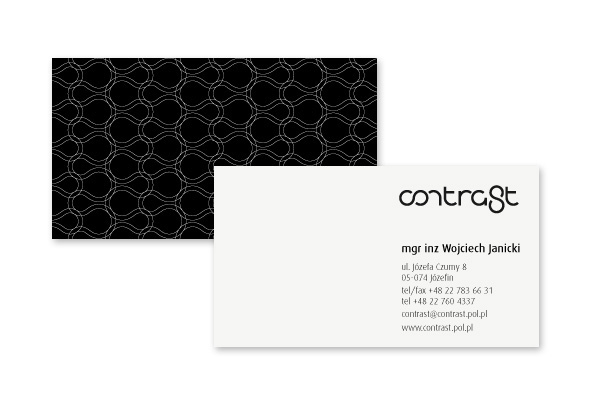 contrast
mgr inz Wojciech Janicki
ul. Józefa Czumy 8
05-074 Józefin
tel/fax +48 22 783 66 31
tel +48 22 760 4337
contrast@contrast.pol.pl
www.contrast.pol.pl